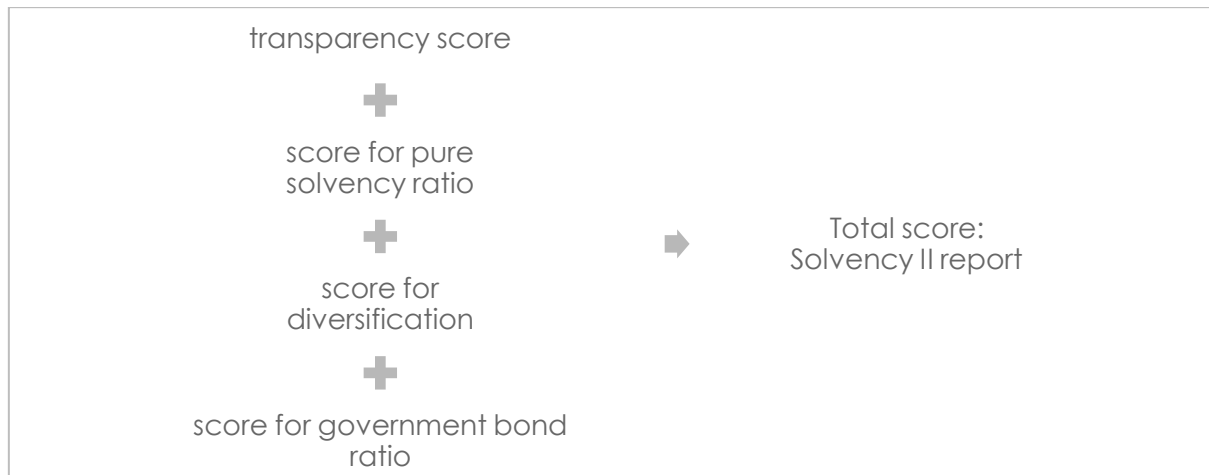 transparency score
score for pure
solvency ratio
score for
diversification
score for government bond
ratio
Total score:
Solvency II report